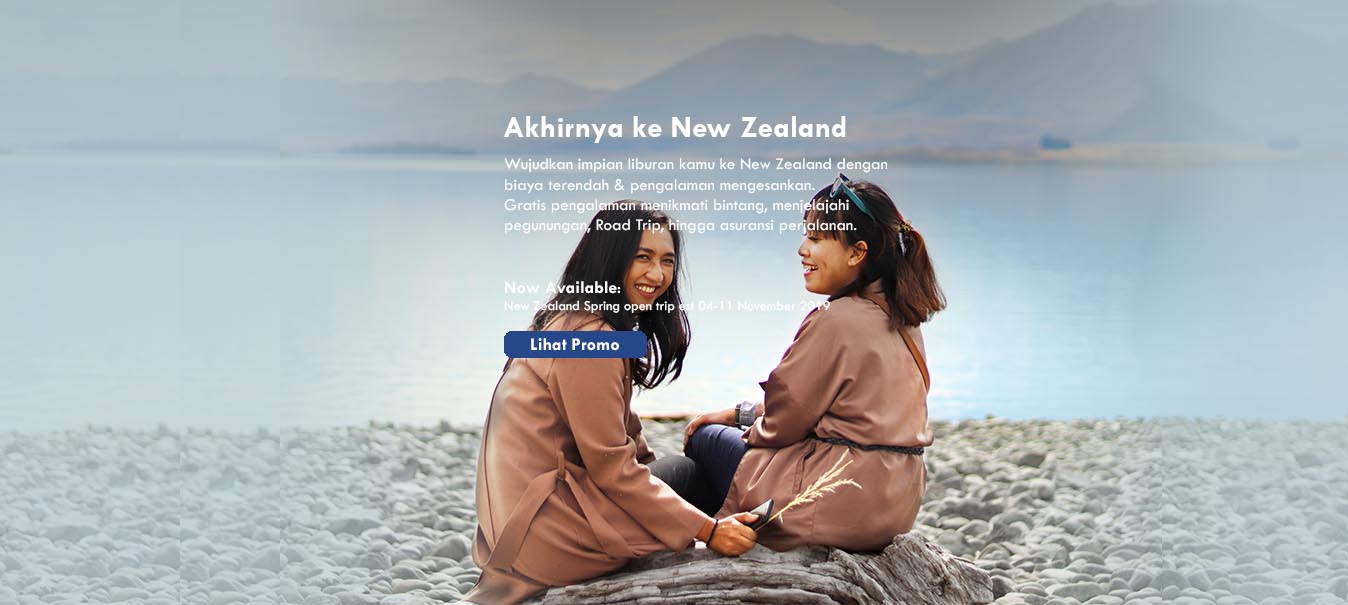 Akhirnya ke New Zealand
Wujudkan impian liburan kamu ke New Zealand dengan
biaya terendah & pengalaman mengesankan.
Gratis pengalaman menikmati bintang, menjelajahi
pegunungan, Road Trip, hingga asuransi perjalanan.
Now Available:
New Zealand Spring open trip est 04-11 November 2019
Lihat Promo